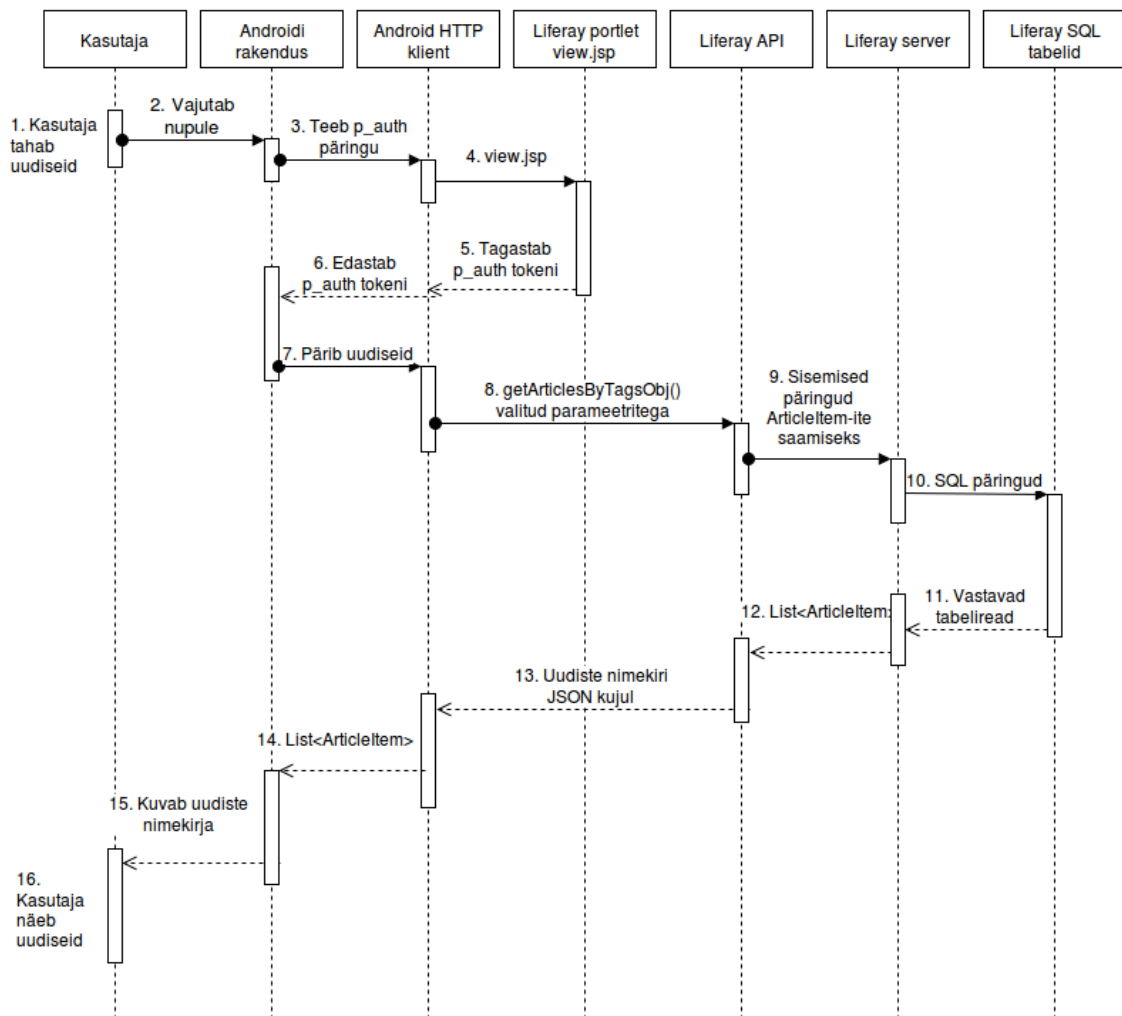 Kasutaja
Androidi
rakendus
Android HTTP
klient
Liferay portlet
view.jsp
Liferay API
Liferay server
Liferay SQL
tabelid
1. Kasutaja
tahab
uudiseid
2. Vajutab
nupule
3. Teeb p_auth
päringu
4. view.jsp
5. Tagastab
p_auth tokeni
6. Edastab
p_auth tokeni
7. Pärib uudiseid
8. getArticlesByTagsObj()
valitud parameetritega
9. Sisemised
päringud
ArticleItem-ite
saamiseks
10. SQL päringud
11. Vastavad
tabeliread
12. List<ArticleItem>
13. Uudiste nimekiri
JSON kujul
14. List<ArticleItem>
15. Kuvab uudiste
nimekirja
16.
Kasutaja
näeb
uudiseid